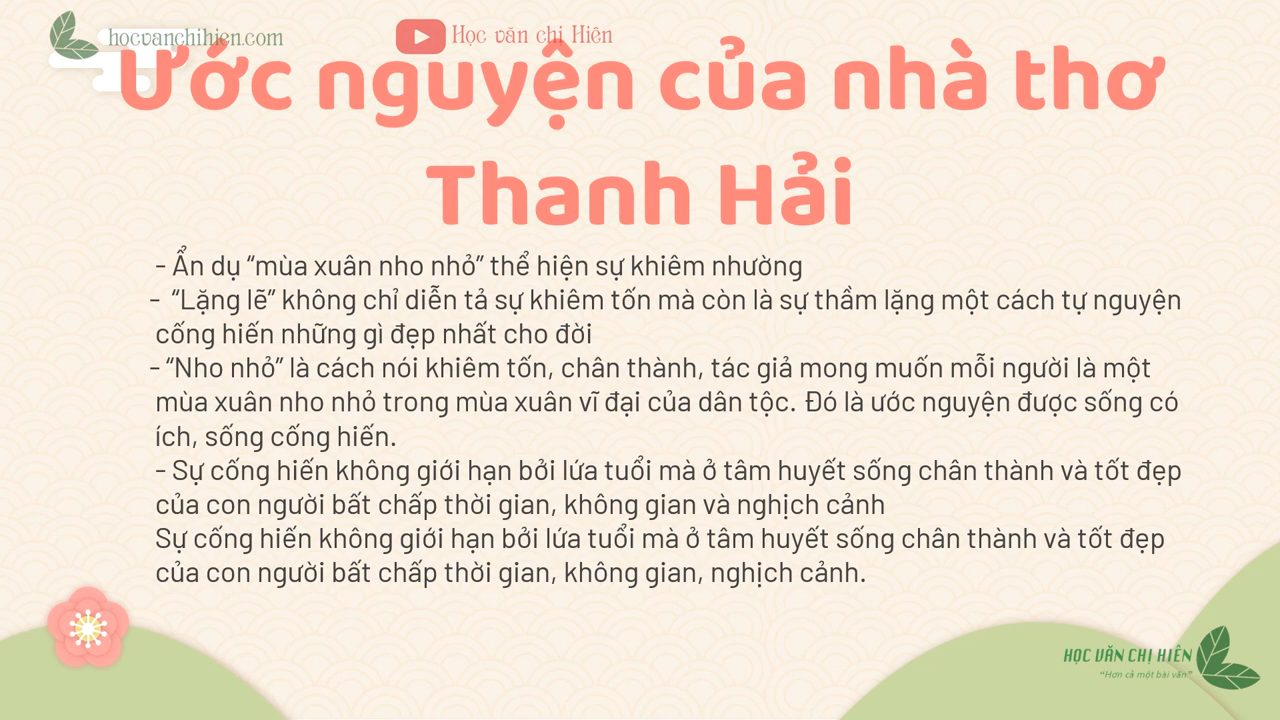 hocvanchihien.com
Học văn chị Hiên
Ước nguyện của nhà thơ
Thanh Hải
- Ẩn dụ “mùa xuân nho nhỏ” thể hiện sự khiêm nhường
- “Lặng lẽ” không chỉ diễn tả sự khiêm tốn mà còn là sự thầm lặng một cách tự nguyện
cống hiến những gì đẹp nhất cho đời
- “Nho nhỏ” là cách nói khiêm tốn, chân thành, tác giả mong muốn mỗi người là một
mùa xuân nho nhỏ trong mùa xuân vĩ đại của dân tộc. Đó là ước nguyện được sống có
ích, sống cống hiến.
- Sự cống hiến không giới hạn bởi lứa tuổi mà ở tâm huyết sống chân thành và tốt đẹp
của con người bất chấp thời gian, không gian và nghịch cảnh
Sự cống hiến không giới hạn bởi lứa tuổi mà ở tâm huyết sống chân thành và tốt đẹp
của con người bất chấp thời gian, không gian, nghịch cảnh.
HỌC VĂN CHỊ HIÊN
“Hơn cả một bài văn”